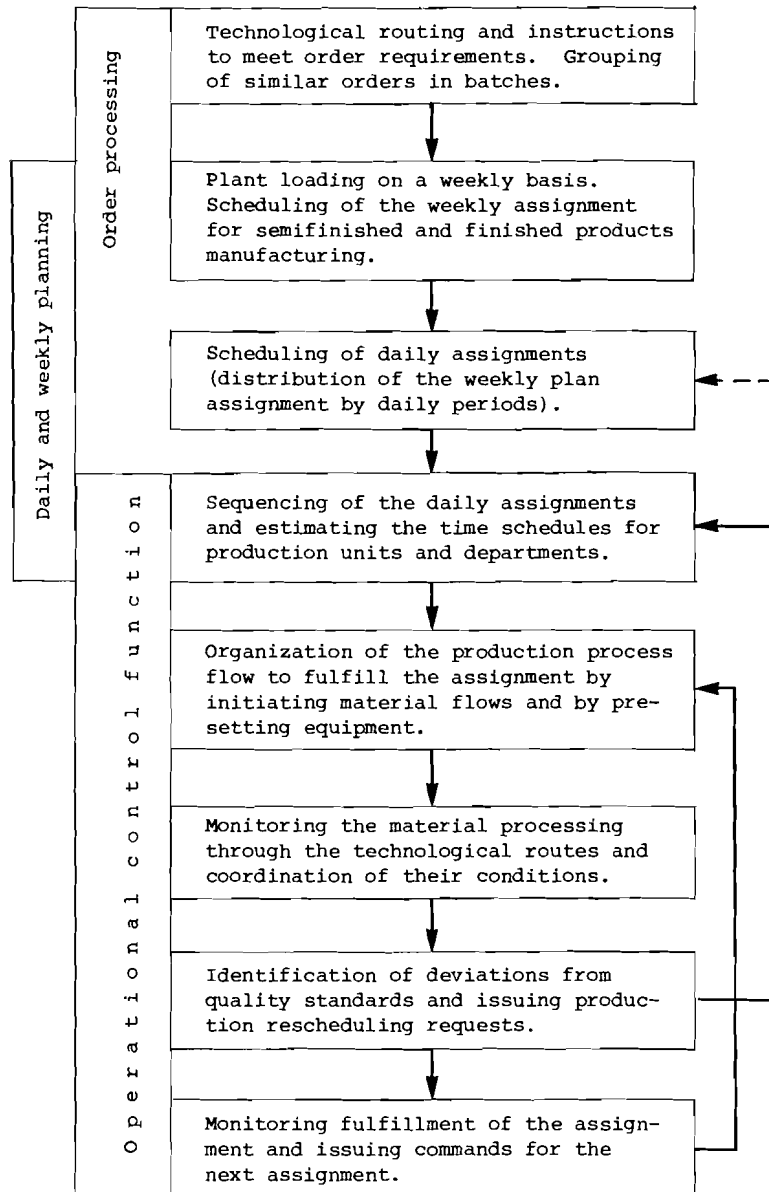 Order processing
Daily and weekly planning
Operational control function
Technological routing and instructions
to meet order requirements. Grouping
of similar orders in batches.
Plant loading on a weekly basis.
Scheduling of the weekly assignment
for semifinished and finished products
manufacturing.
Scheduling of daily assignments
(distribution of the weekly plan
assignment by daily periods).
Sequencing of the daily assignments
and estimating the time schedules for
production units and departments.
Organization of the production process
flow to fulfill the assignment by
initiating material flows and by pre-
setting equipment.
Monitoring the material processing
through the technological routes and
coordination of their conditions.
Identification of deviations from
quality standards and issuing produc-
tion rescheduling requests.
Monitoring fulfillment of the assign-
ment and issuing commands for the
next assignment.